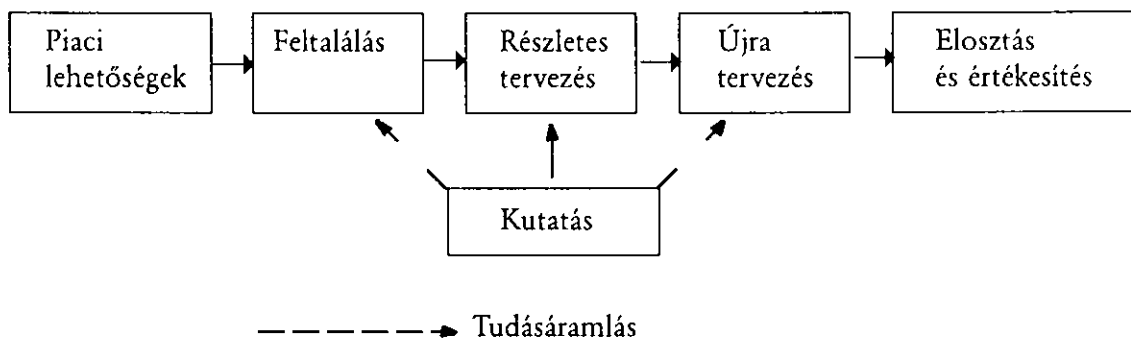 Piaci
lehetőségek
Feltalálás
Részletes
tervezés
Újra
tervezés
Elosztás
és értékesítés
Kutatás
Tudásáramlás